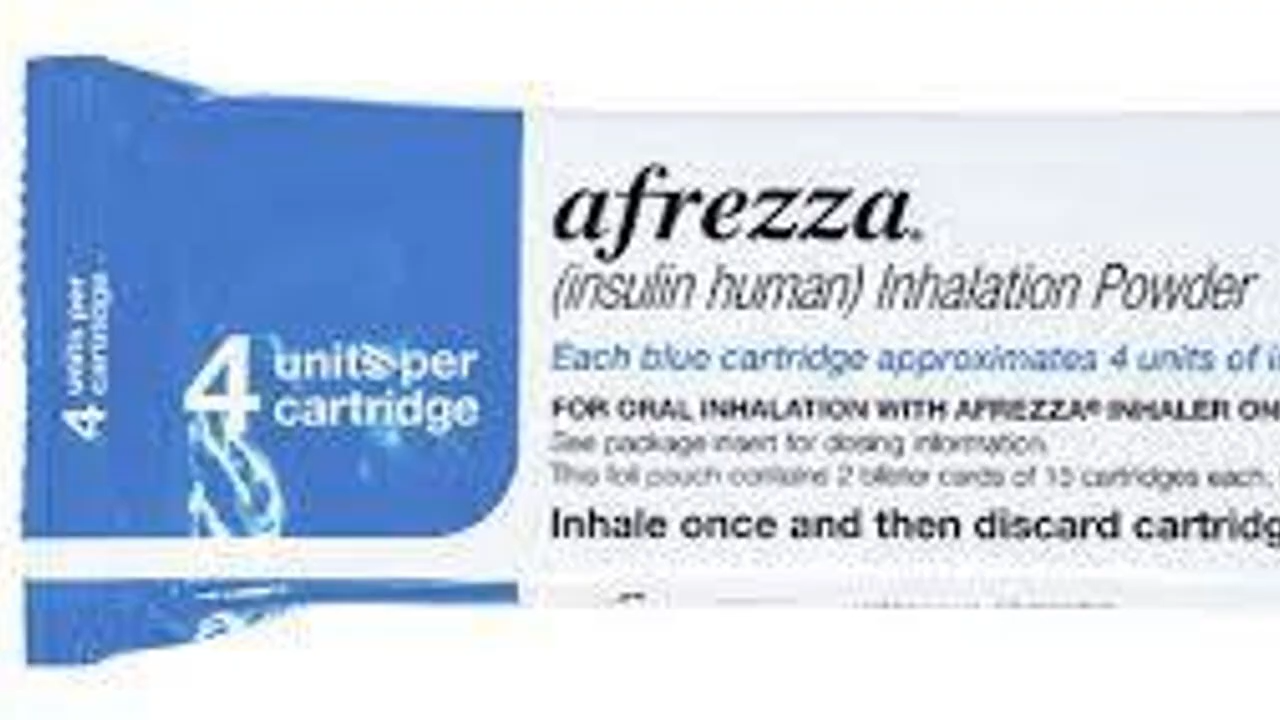 4 units per
cartridge
4 units per
cartridge
afrezza®
(insulin human) Inhalation Powder
Each blue cartridge approximates 4 units of
FOR ORAL INHALATION WITH AFREZZA® INHALER
See package insert for dosing information.
This foil pouch contains 2 blister cards of 15 cartridges each.
Inhale once and then discard